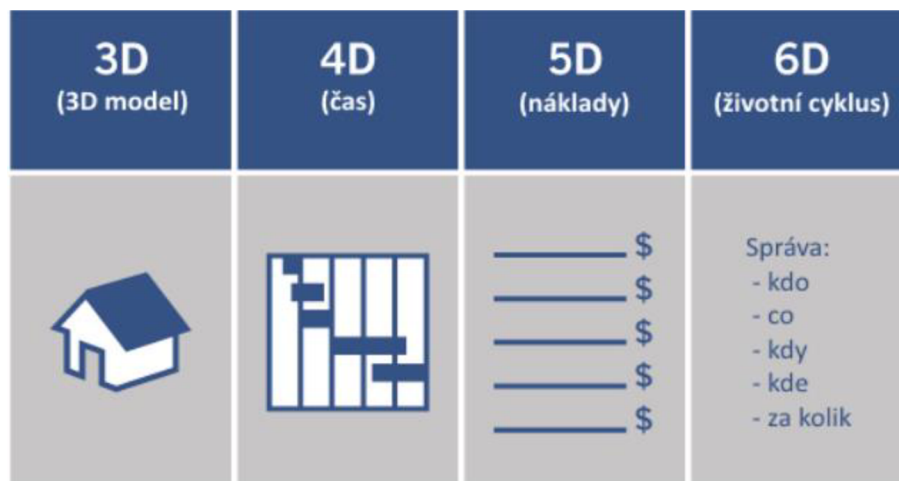 3D
(3D model)
4D
(čas)
5D
(náklady)
6D
(životní cyklus)
$
$
$
$
$
Správa:
- kdo
- co
- kdy
- kde
- za kolik